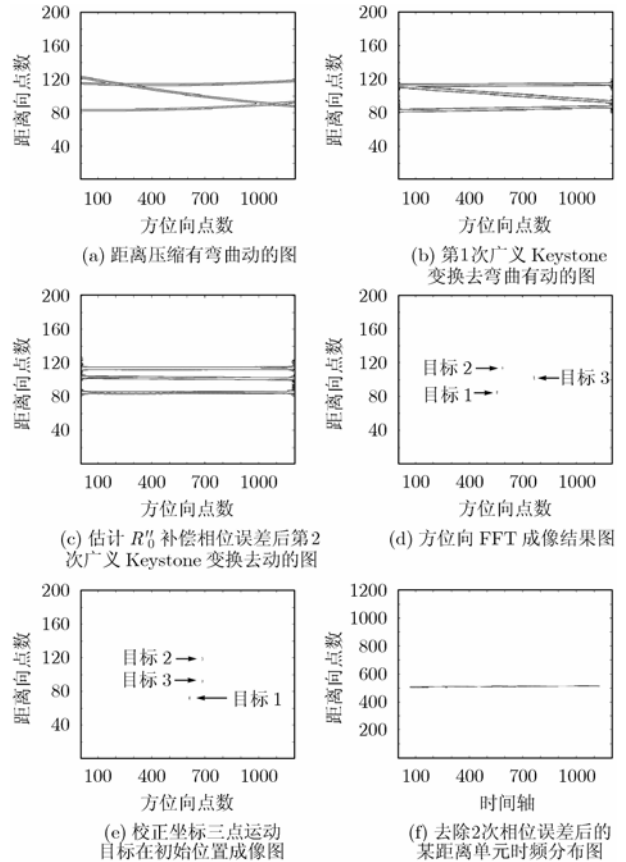 200
160
120
80
40
距离向点数
100 400 700 1000
方位向点数
(a) 距离压缩有弯曲动的图
200
160
120
80
40
距离向点数
100 400 700 1000
方位向点数
(b) 第1次广义 Keystone
变换去弯曲有动的图
200
160
120
80
40
距离向点数
100 400 700 1000
方位向点数
(c) 估计 R″₀ 补偿相位误差后第2
次广义 Keystone 变换去动的图
200
160
120
80
40
距离向点数
目标 2
目标 3
目标 1
100 400 700 1000
方位向点数
(d) 方位向 FFT 成像结果图
200
160
120
80
40
距离向点数
目标 2
目标 3
目标 1
100 400 700 1000
方位向点数
(e) 校正坐标三点运动
目标在初始位置成像图
1200
1000
800
600
400
200
距离向点数
100 400 700 1000
时间轴
(f) 去除2次相位误差后的
某距离单元时频分布图